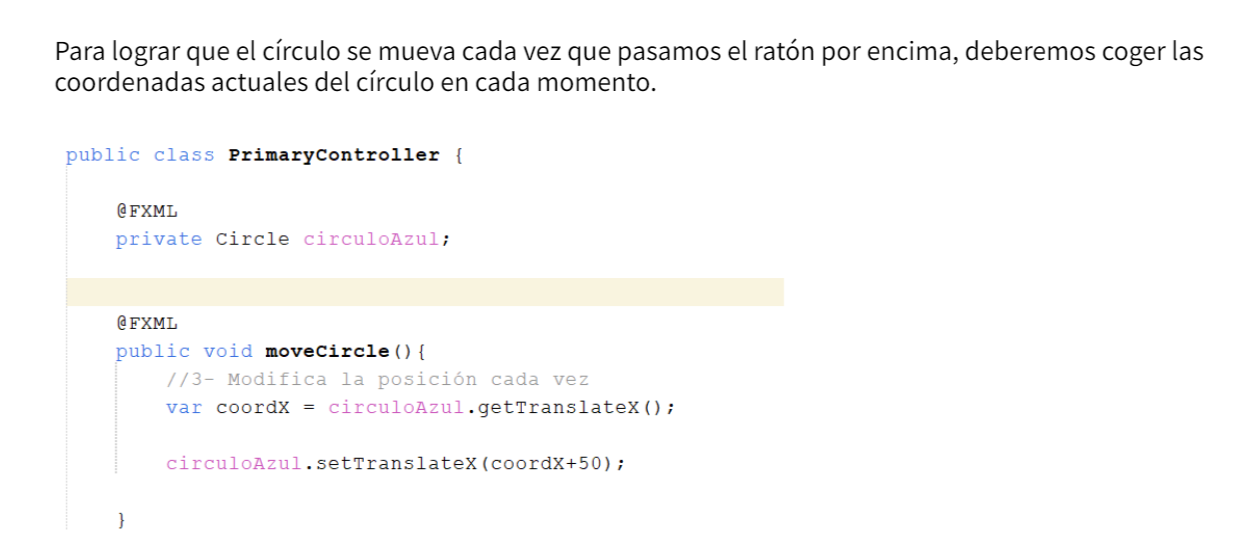 Para lograr que el círculo se mueva cada vez que pasamos el ratón por encima, deberemos coger las
coordenadas actuales del círculo en cada momento.
public class PrimaryController {
@FXML
private Circle circuloAzul;
@FXML
public void moveCircle(){
//3- Modifica la posición cada vez
var coordX = circuloAzul.getTranslateX();
circuloAzul.setTranslateX(coordX+50);
}